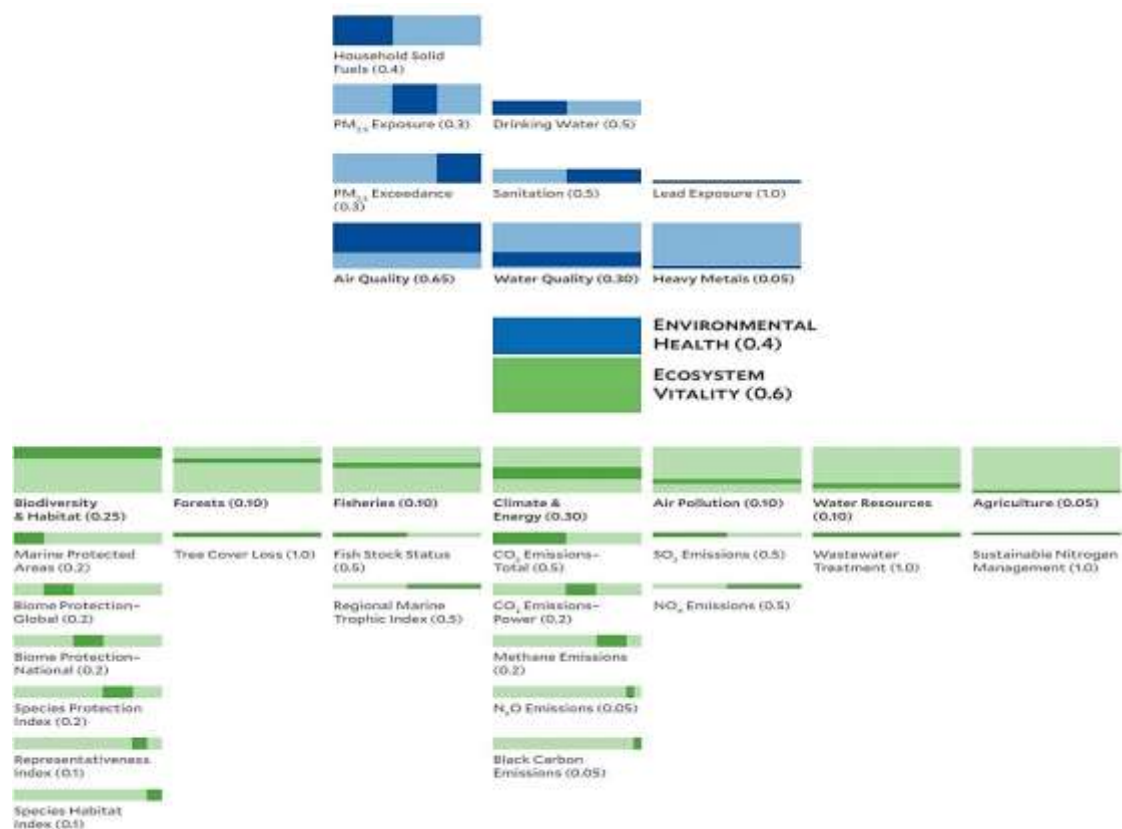 Household Solid
Fuels (0.4)
PM2.5 Exposure (0.3)
Drinking Water (0.5)
PM2.5 Exceedance
(0.3)
Sanitation (0.5)
Lead Exposure (1.0)
Air Quality (0.65)
Water Quality (0.30)
Heavy Metals (0.05)
ENVIRONMENTAL
HEALTH (0.4)
ECOSYSTEM
VITALITY (0.6)
Biodiversity
& Habitat (0.25)
Forests (0.10)
Fisheries (0.10)
Climate &
Energy (0.30)
Air Pollution (0.10)
Water Resources
(0.10)
Agriculture (0.05)
Marine Protected
Areas (0.2)
Tree Cover Loss (1.0)
Fish Stock Status
(0.5)
CO2 Emissions–
Total (0.5)
SO2 Emissions (0.5)
Wastewater
Treatment (1.0)
Sustainable Nitrogen
Management (1.0)
Biome Protection–
Global (0.2)
Regional Marine
Trophic Index (0.5)
CO2 Emissions–
Power (0.2)
NOX Emissions (0.5)
Biome Protection–
National (0.2)
Methane Emissions
(0.2)
Species Protection
Index (0.2)
N2O Emissions (0.05)
Representativeness
Index (0.1)
Black Carbon
Emissions (0.05)
Species Habitat
Index (0.1)